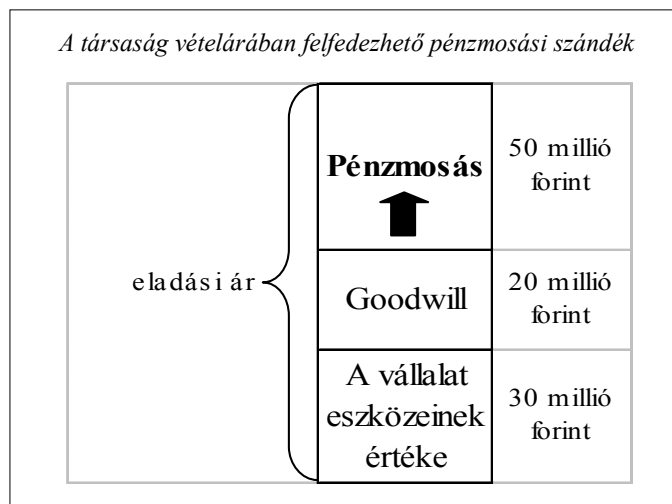 A társaság vételárában felfedezhető pénzmosási szándék
Pénzmosás
50 millió
forint
eladási ár
Goodwill
20 millió
forint
A vállalat
eszközeinek
értéke
30 millió
forint